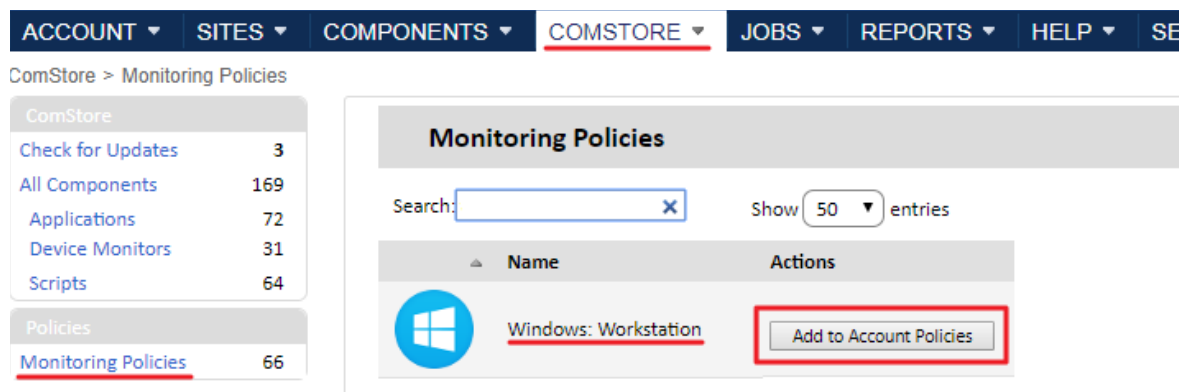 ACCOUNT SITES COMPONENTS COMSTORE JOBS REPORTS HELP SE
ComStore > Monitoring Policies
ComStore
Check for Updates 3
All Components 169
Applications 72
Device Monitors 31
Scripts 64
Policies
Monitoring Policies 66
Monitoring Policies
Search: Show 50 entries
Name Actions
Windows: Workstation Add to Account Policies